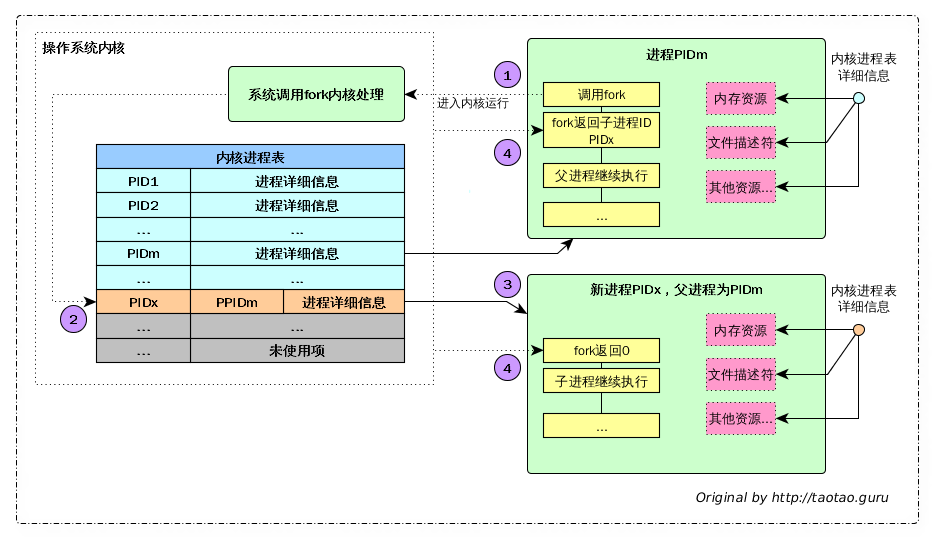 操作系统内核
系统调用fork内核处理
进入内核运行
内核进程表
PID1 进程详细信息
PID2 进程详细信息
... ...
PIDm 进程详细信息
... ...
PIDx PPIDm 进程详细信息
... ...
... 未使用项
2
1
4
进程PIDm
调用fork
fork返回子进程ID
PIDx
父进程继续执行
...
内存资源
文件描述符
其他资源...
内核进程表
详细信息
3
4
新进程PIDx，父进程为PIDm
fork返回0
子进程继续执行
...
内存资源
文件描述符
其他资源...
内核进程表
详细信息
Original by http://taotao.guru